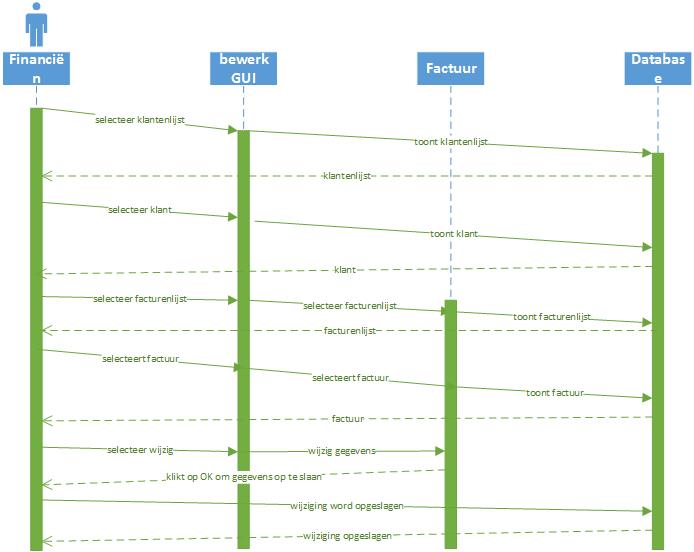 Financië
n
bewerk
GUI
Factuur
Databas
e
selecteer klantenlijst
toont klantenlijst
klantenlijst
selecteer klant
toont klant
klant
selecteer facturenlijst
selecteer facturenlijst
toont facturenlijst
facturenlijst
selecteert factuur
selecteert factuur
toont factuur
factuur
selecteer wijzig
wijzig gegevens
klikt op OK om gegevens op te slaan
wijziging word opgeslagen
wijziging opgeslagen